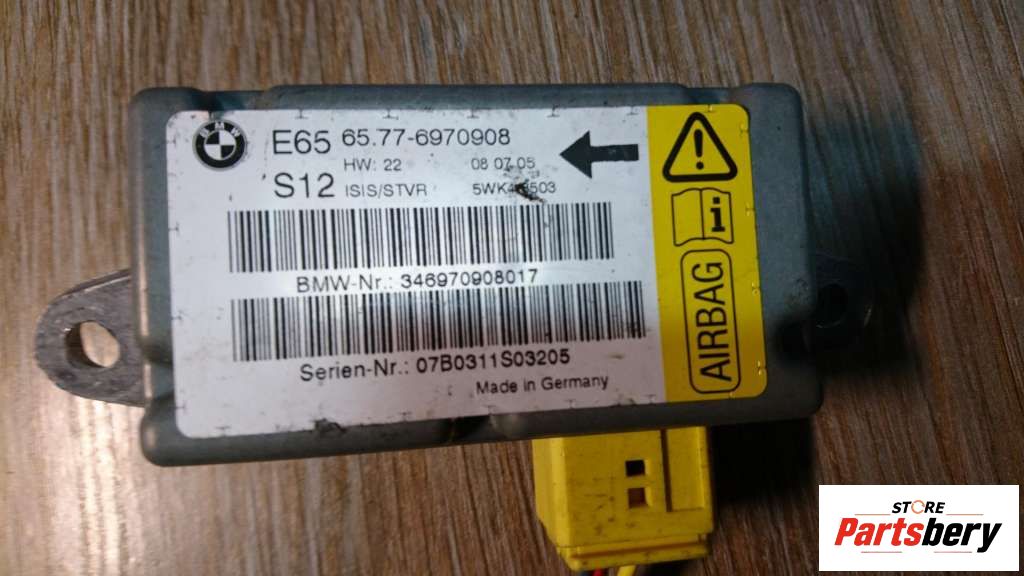 BMW
E65 65.77-6970908
HW: 22 08 07 05
S12 ISIS/STVR
BMW-Nr.: 346970908017
Serien-Nr.: 07B0311S03205
Made in Germany
!
i
AIRBAG
STORE
Partsbery